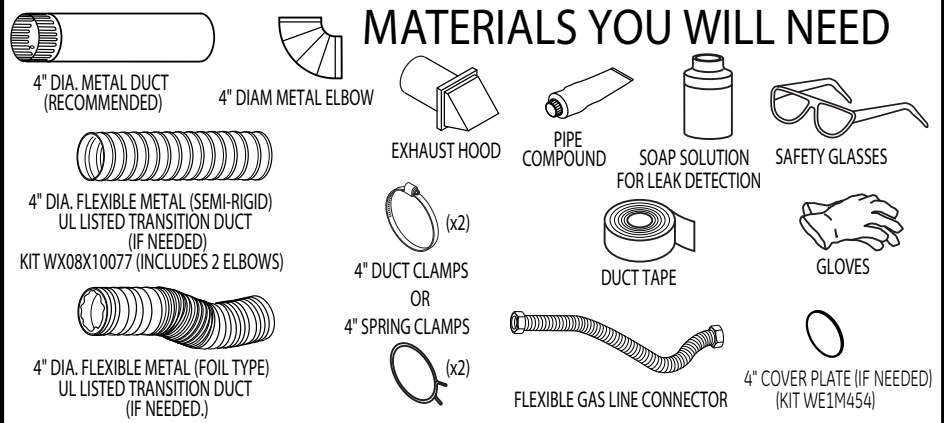 MATERIALS YOU WILL NEED
4" DIA. METAL DUCT
(RECOMMENDED)
4" DIAM METAL ELBOW
EXHAUST HOOD
PIPE
COMPOUND
SOAP SOLUTION
FOR LEAK DETECTION
SAFETY GLASSES
4" DIA. FLEXIBLE METAL (SEMI-RIGID)
UL LISTED TRANSITION DUCT
(IF NEEDED)
KIT WX08X10077 (INCLUDES 2 ELBOWS)
(x2)
4" DUCT CLAMPS
OR
4" SPRING CLAMPS
(x2)
DUCT TAPE
GLOVES
4" DIA. FLEXIBLE METAL (FOIL TYPE)
UL LISTED TRANSITION DUCT
(IF NEEDED.)
FLEXIBLE GAS LINE CONNECTOR
4" COVER PLATE (IF NEEDED)
(KIT WE1M454)